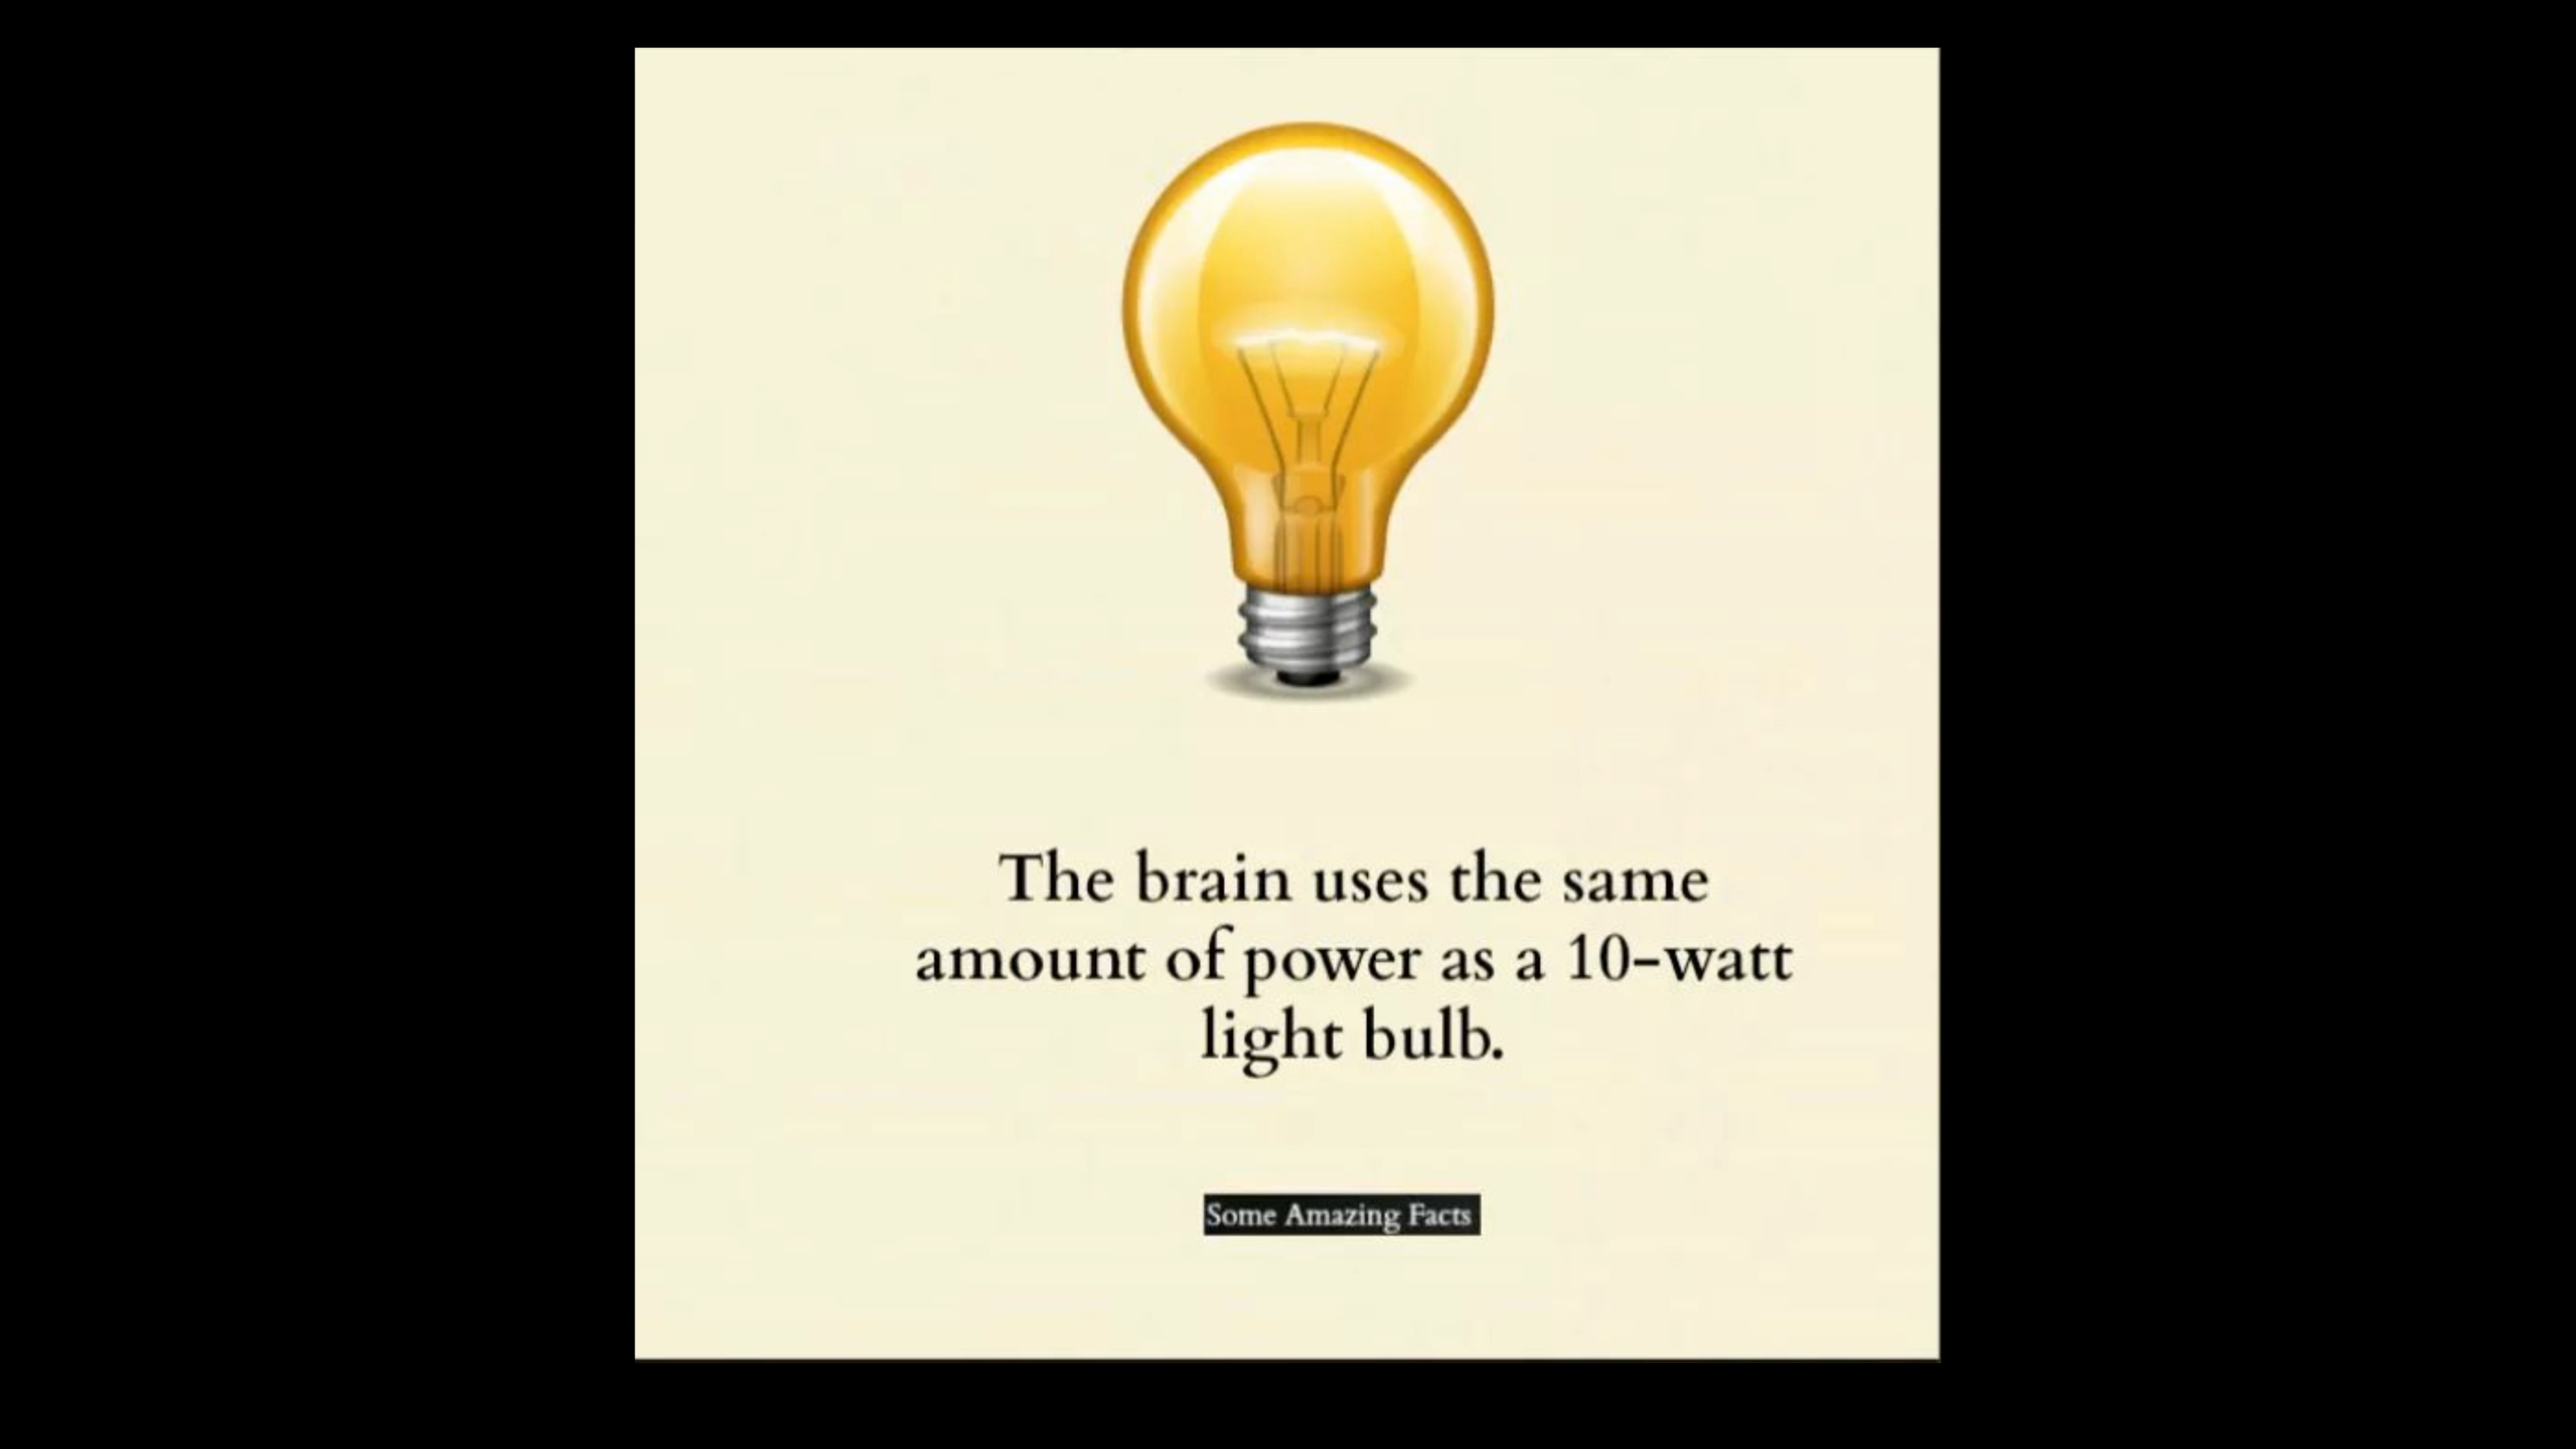 The brain uses the same
amount of power as a 10-watt
light bulb.
Some Amazing Facts